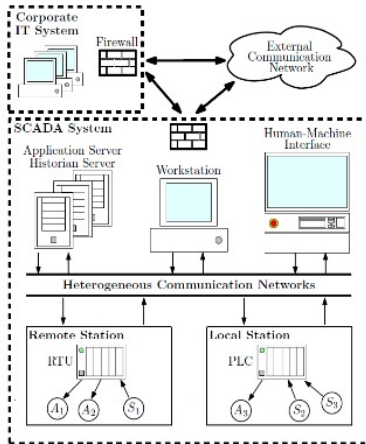 Corporate
IT System
Firewall
External
Communication
Network
SCADA System
Application Server
Historian Server
Workstation
Human-Machine
Interface
Heterogeneous Communication Networks
Remote Station
RTU
A1
A2
S1
Local Station
PLC
A3
S2
S3